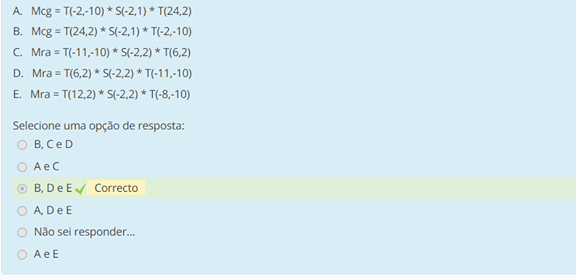 A. Mcg = T(-2,-10) * S(-2,1) * T(24,2)
B. Mcg = T(24,2) * S(-2,1) * T(-2,-10)
C. Mra = T(-11,-10) * S(-2,2) * T(6,2)
D. Mra = T(6,2) * S(-2,2) * T(-11,-10)
E. Mra = T(12,2) * S(-2,2) * T(-8,-10)
Selecione uma opção de resposta:
B, C e D
A e C
B, D e E Correcto
A, D e E
Não sei responder...
A e E